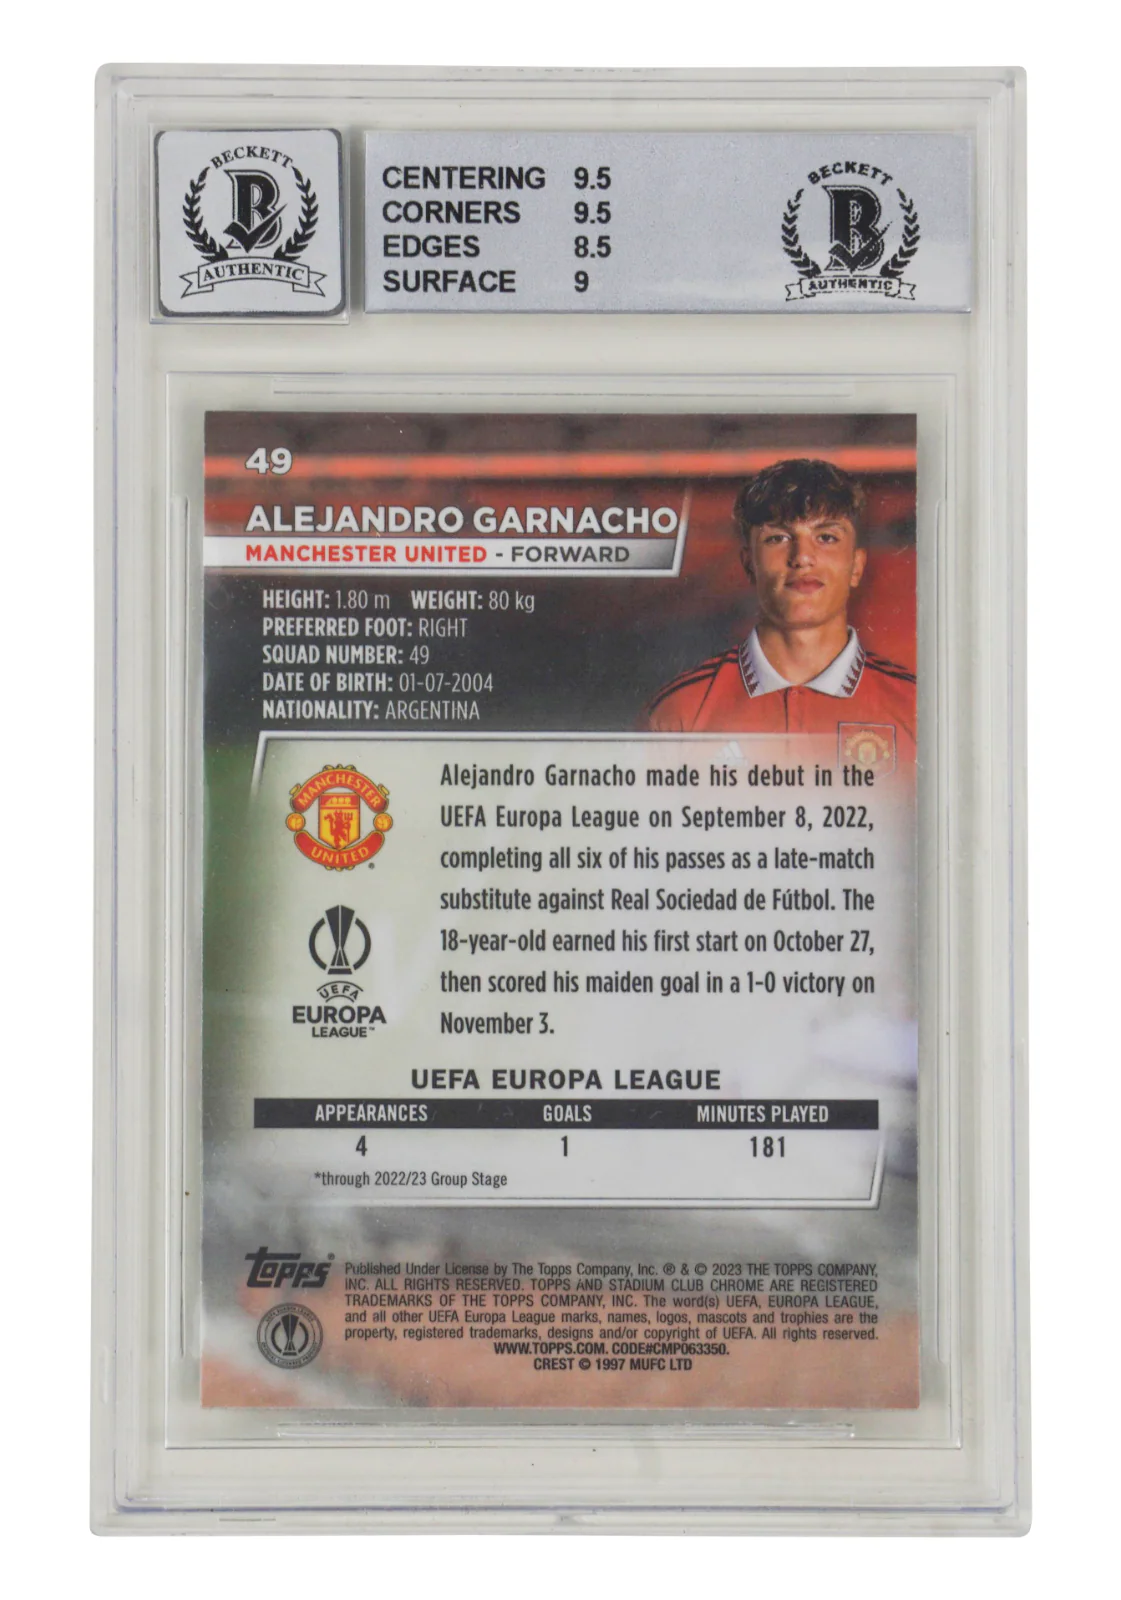 BECKETT
B
AUTHENTIC
CENTERING 9.5
CORNERS 9.5
EDGES 8.5
SURFACE 9
BECKETT
B
AUTHENTIC
49
ALEJANDRO GARNACHO
MANCHESTER UNITED - FORWARD
HEIGHT: 1.80 m WEIGHT: 80 kg
PREFERRED FOOT: RIGHT
SQUAD NUMBER: 49
DATE OF BIRTH: 01-07-2004
NATIONALITY: ARGENTINA
MANCHESTER
UNITED
UEFA
EUROPA
LEAGUE™
Alejandro Garnacho made his debut in the
UEFA Europa League on September 8, 2022,
completing all six of his passes as a late-match
substitute against Real Sociedad de Fútbol. The
18-year-old earned his first start on October 27,
then scored his maiden goal in a 1-0 victory on
November 3.
UEFA EUROPA LEAGUE
APPEARANCES GOALS MINUTES PLAYED
4 1 181
*through 2022/23 Group Stage
Topps®
Published Under License by The Topps Company, Inc. ® & © 2023 THE TOPPS COMPANY,
INC. ALL RIGHTS RESERVED. TOPPS AND STADIUM CLUB CHROME ARE REGISTERED
TRADEMARKS OF THE TOPPS COMPANY, INC. The word(s) UEFA, EUROPA LEAGUE,
and all other UEFA Europa League marks, names, logos, mascots and trophies are the
property, registered trademarks, designs and/or copyright of UEFA. All rights reserved.
WWW.TOPPS.COM. CODE#CMP063350.
CREST © 1997 MUFC LTD